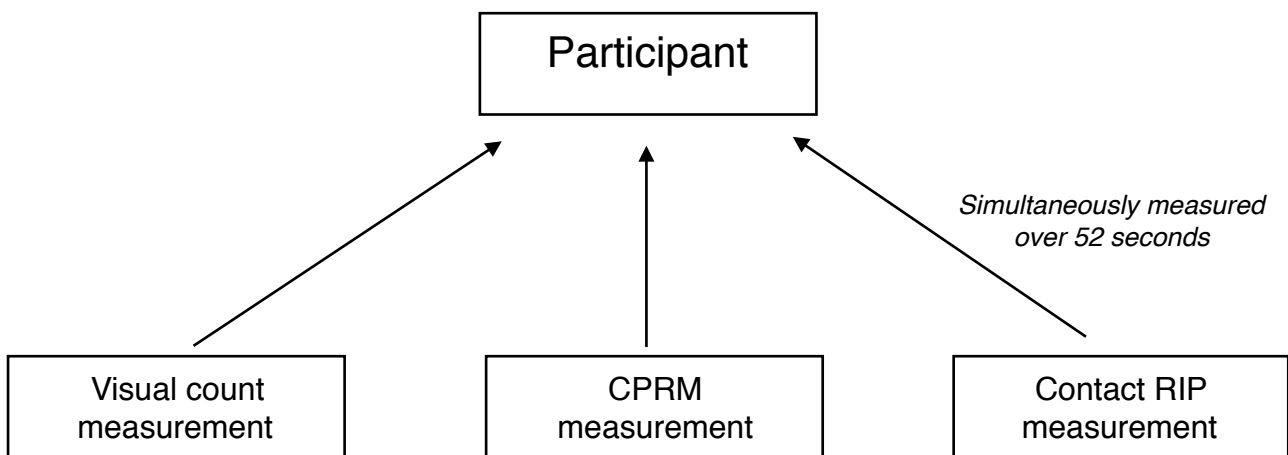 Participant
Simultaneously measured
over 52 seconds
Visual count
measurement
CPRM
measurement
Contact RIP
measurement